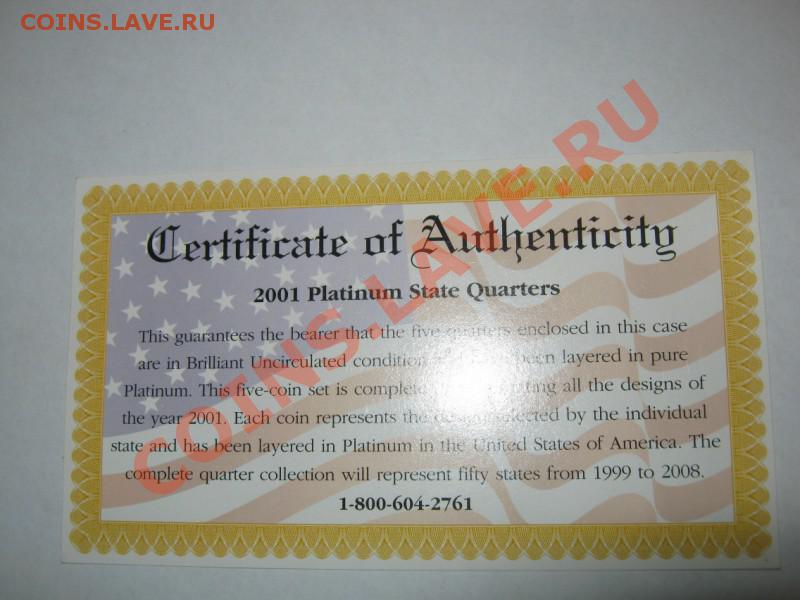 COINS.LAVE.RU
Certificate of Authenticity
2001 Platinum State Quarters
This guarantees the bearer that the five quarters enclosed in this case
are in Brilliant Uncirculated condition been layered in pure
Platinum. This five-coin set is complete all the designs of
the year 2001. Each coin represents the selected by the individual
state and has been layered in Platinum in the United States of America. The
complete quarter collection will represent fifty states from 1999 to 2008.
1-800-604-2761
COINS.LAVE.RU